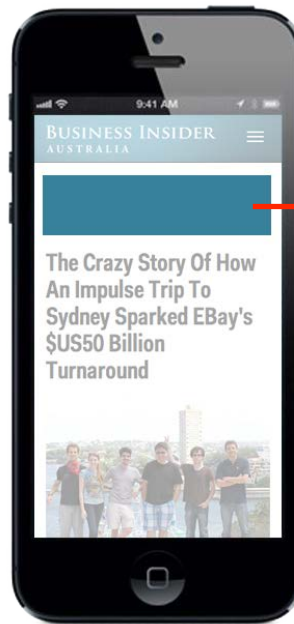 9:41 AM
BUSINESS INSIDER
AUSTRALIA
The Crazy Story Of How
An Impulse Trip To
Sydney Sparked EBay's
$US50 Billion
Turnaround